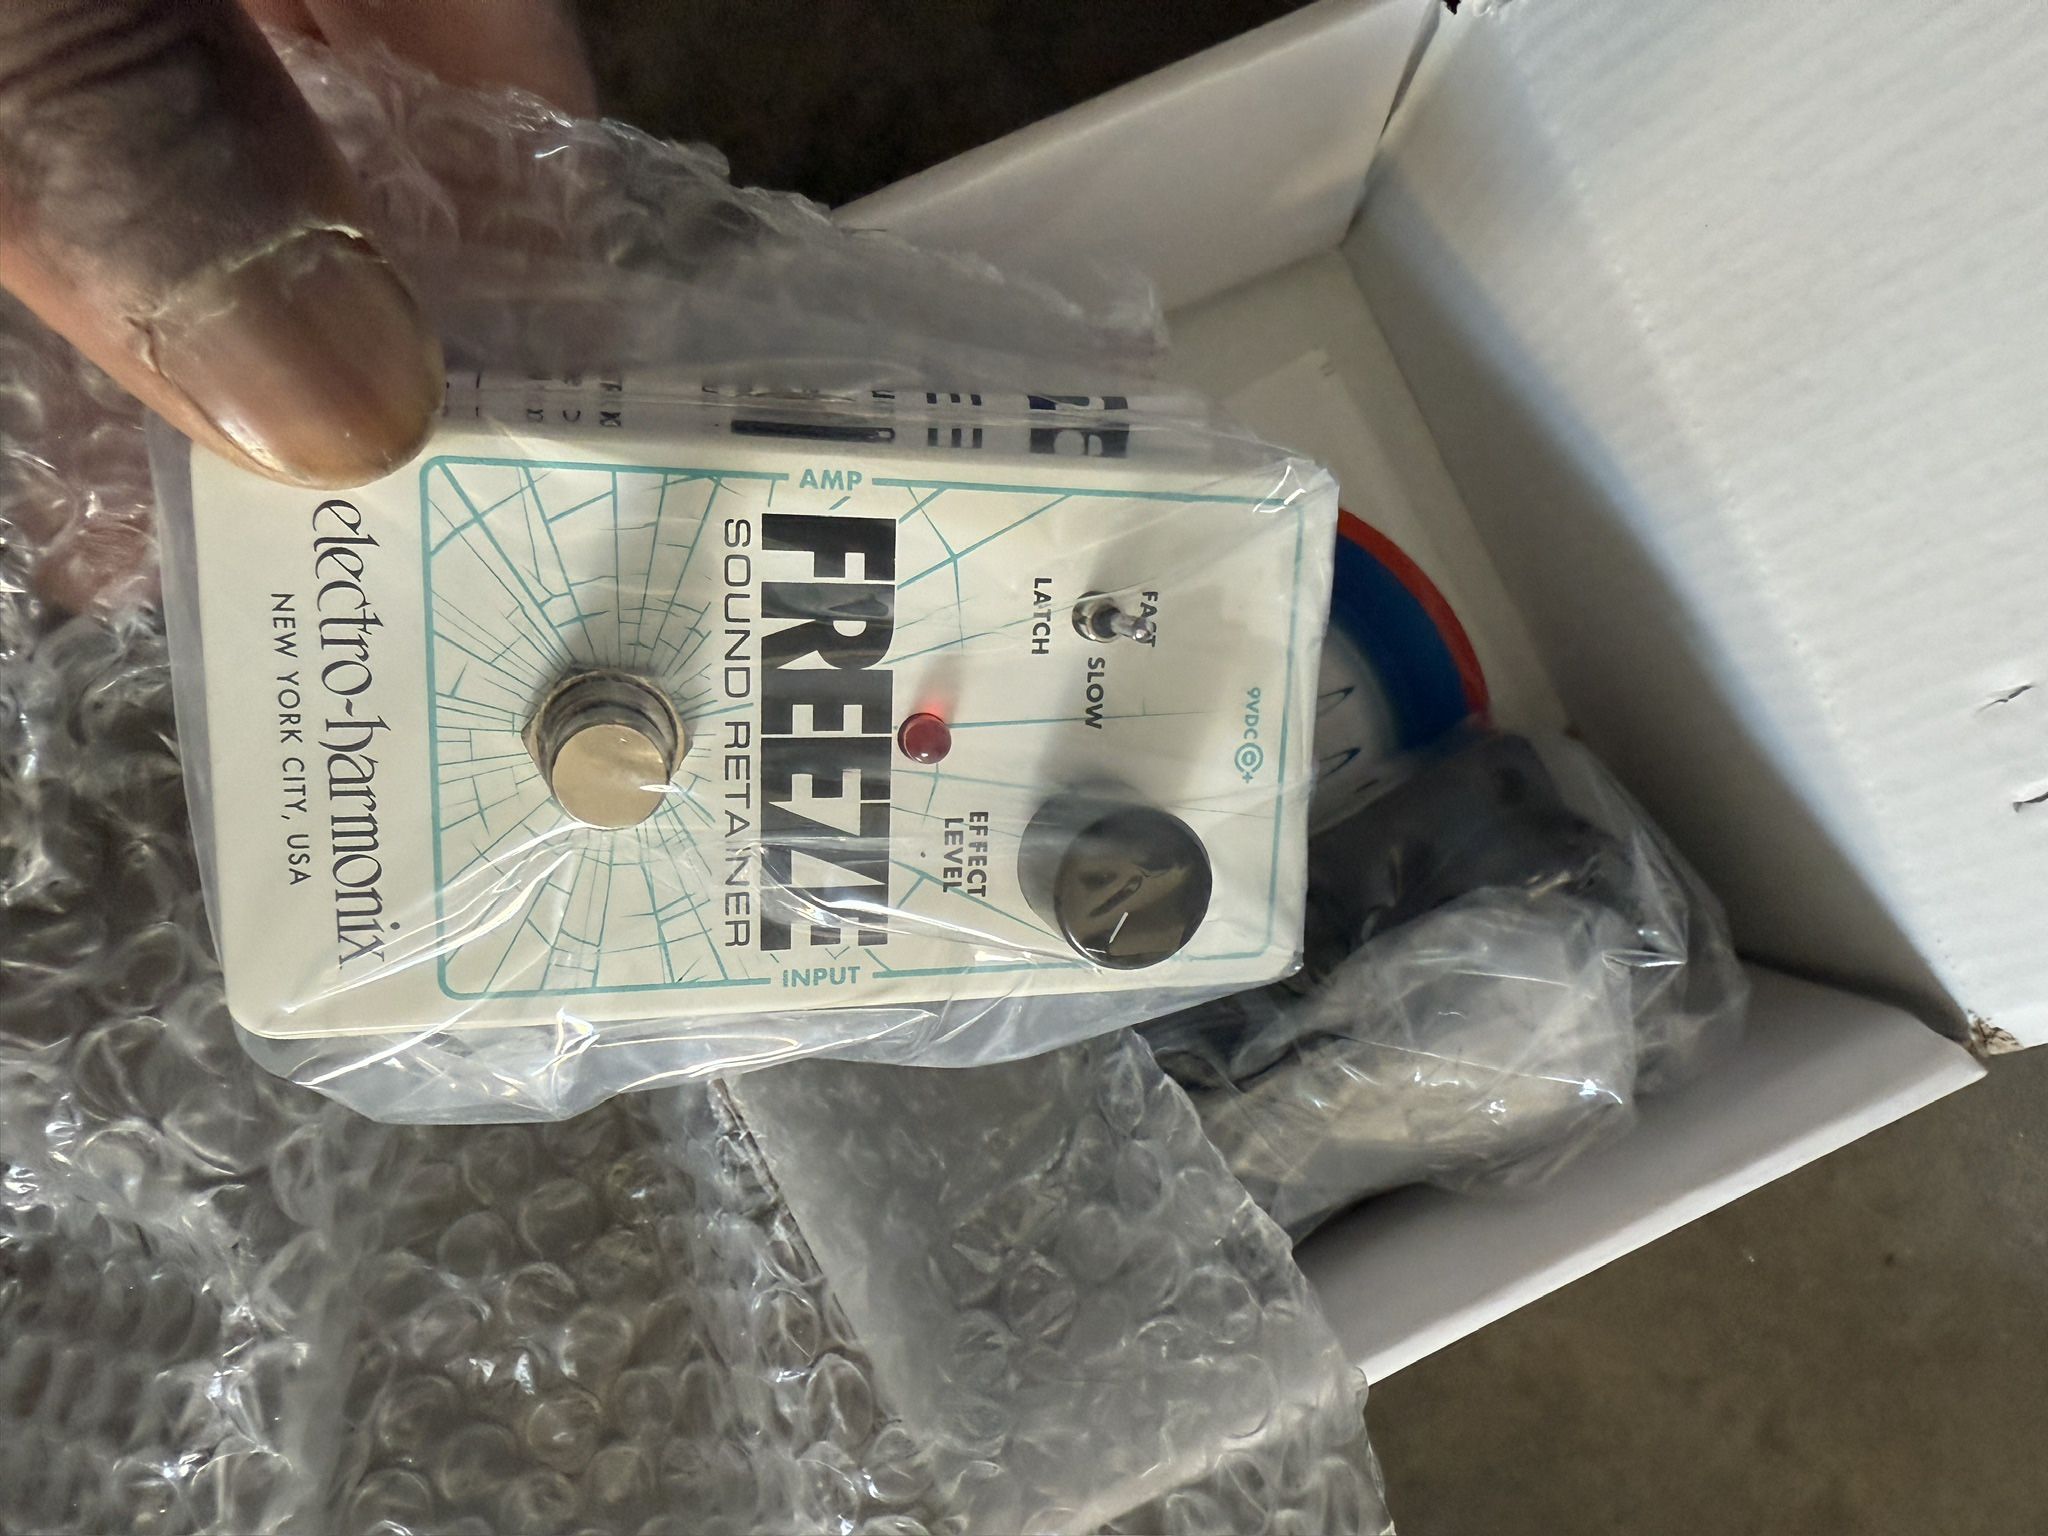 9VDC
FAST
SLOW
LATCH
EFFECT
LEVEL
AMP
INPUT
FREEZE
SOUND RETAINER
electro-harmonix
NEW YORK CITY, USA